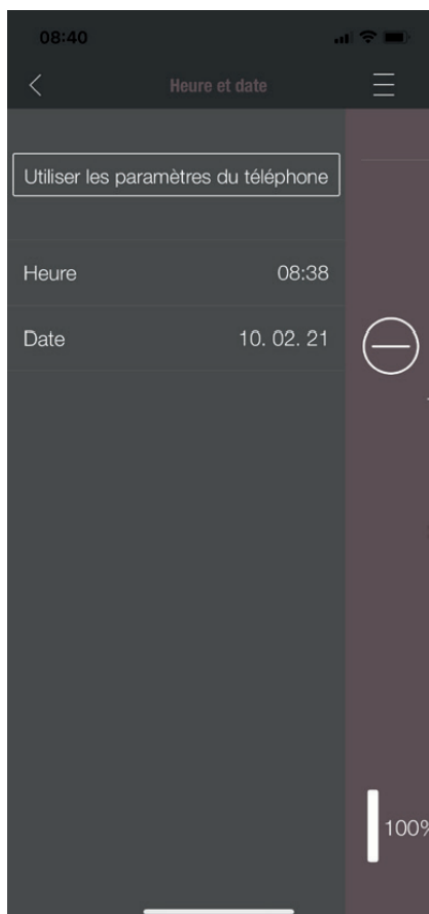 08:40
Heure et date
Utiliser les paramètres du téléphone
Heure 08:38
Date 10. 02. 21
100%